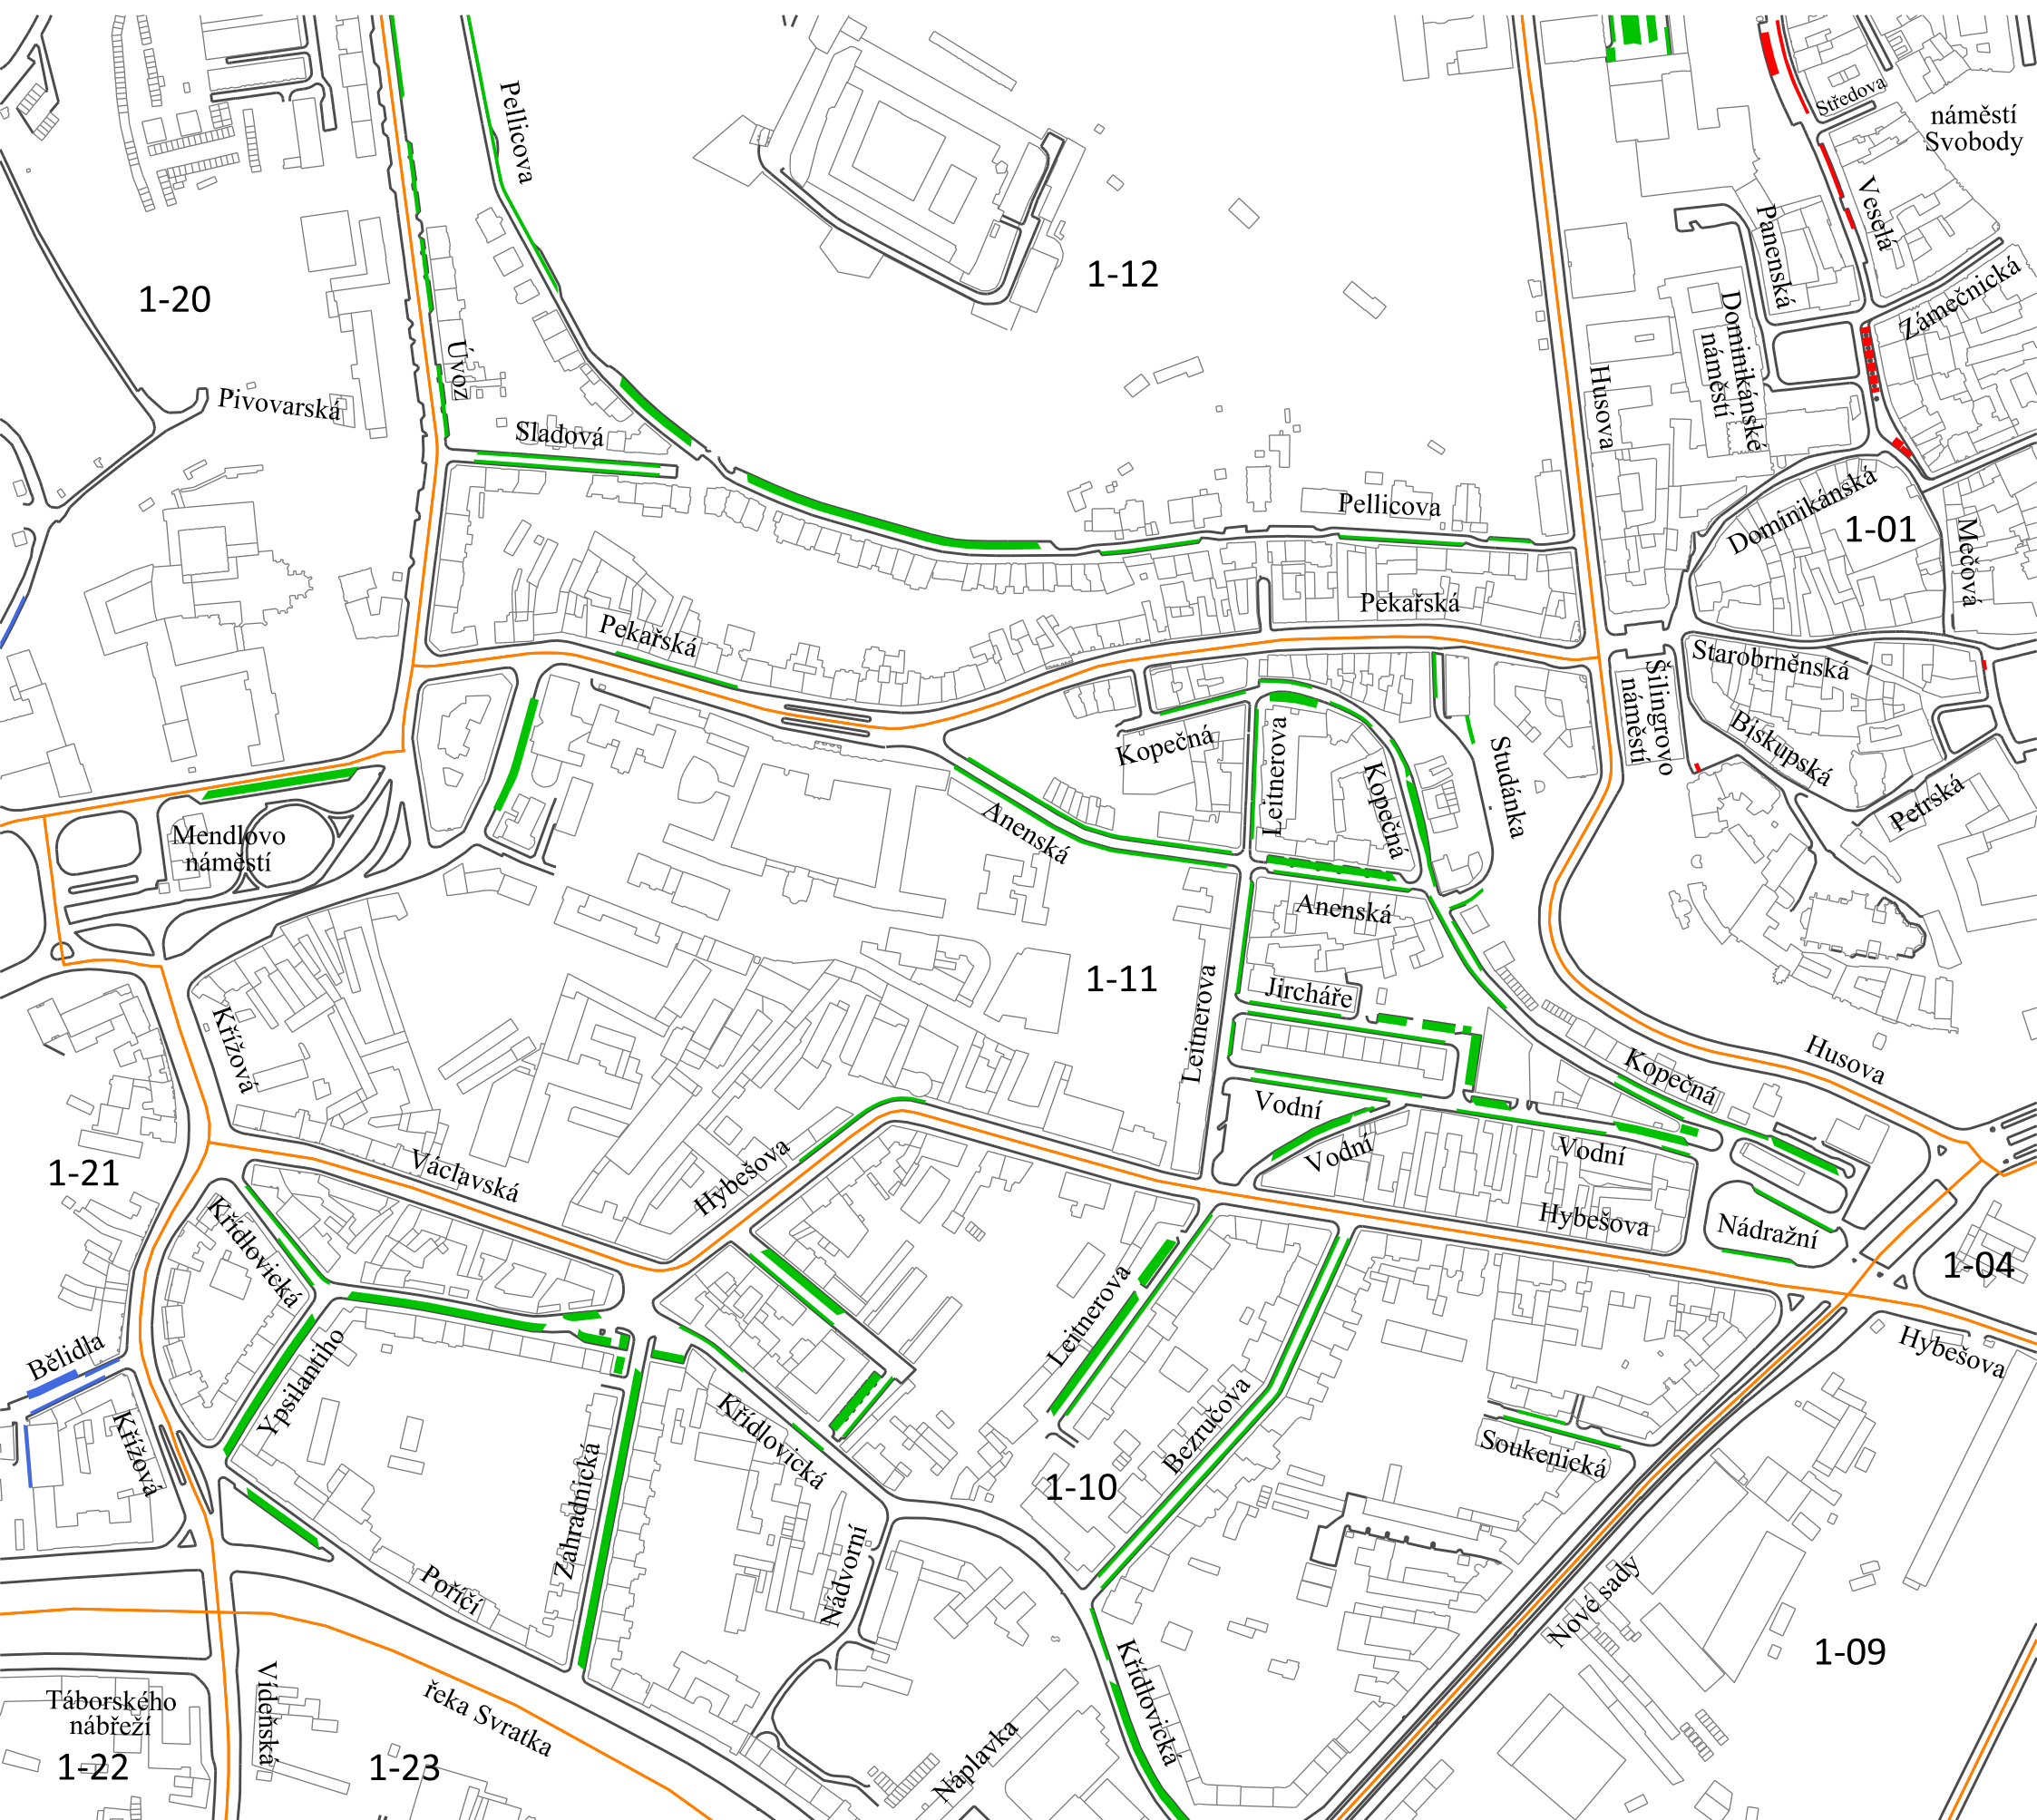 Středova
náměstí
Svobody
Pellicova
Veselá
Panenská
1-12
1-20
Zámečnická
Dominikánské
náměstí
Úvoz
Husova
Pivovarská
Sladová
Pellicova
Dominikánská
1-01
Mečová
Pekařská
Pekařská
Starobrněnská
Šilingrovo
náměstí
Biskupská
Kopečná
Leitnerova
Kopečná
Studánka
Petrská
Mendlovo
náměstí
Anenská
Anenská
1-11
Jircháře
Leitnerova
Křížová
Husova
Kopečná
Vodní
Vodní
Vodní
1-21
Václavská
Hybešova
Hybešova
Nádražní
Křídlovická
1-04
Leitnerova
Bělidla
Ypsilantiho
Hybešova
Křížová
Křídlovická
Bezručova
Soukenická
1-10
Zahradnická
Nádvorní
Poříčí
Nové sady
1-09
Křídlovická
Táborského
nábřeží
Vídeňská
řeka Svratka
Náplavka
1-22
1-23